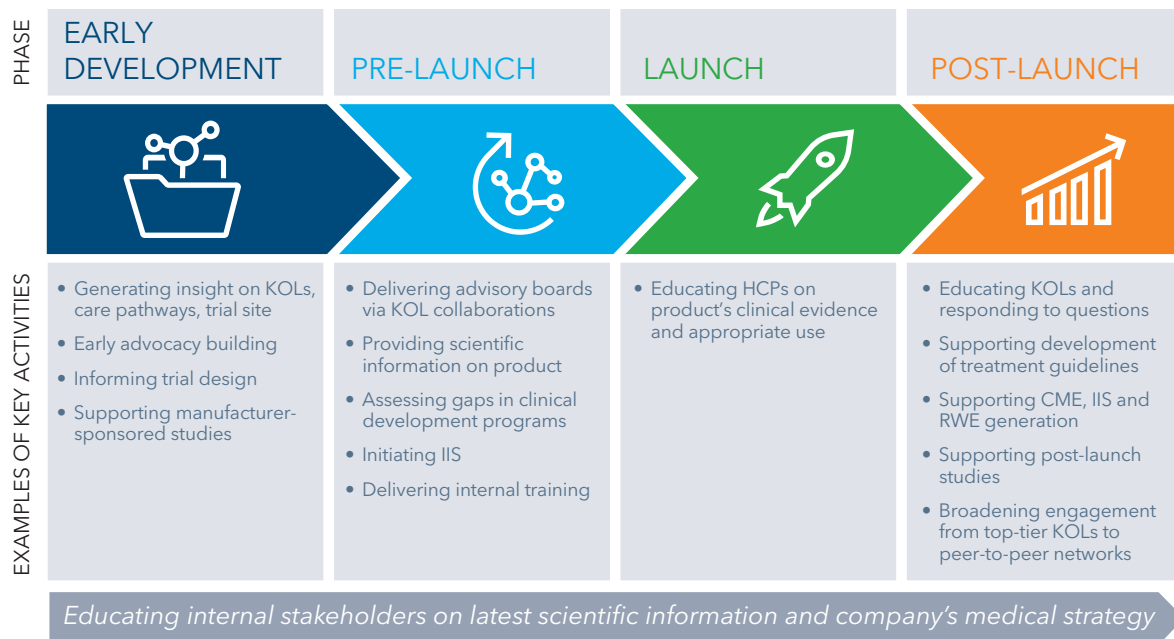 PHASE
EARLY
DEVELOPMENT
PRE-LAUNCH
LAUNCH
POST-LAUNCH
EXAMPLES OF KEY ACTIVITIES
• Generating insight on KOLs,
care pathways, trial site
• Early advocacy building
• Informing trial design
• Supporting manufacturer-
sponsored studies
• Delivering advisory boards
via KOL collaborations
• Providing scientific
information on product
• Assessing gaps in clinical
development programs
• Initiating IIS
• Delivering internal training
• Educating HCPs on
product’s clinical evidence
and appropriate use
• Educating KOLs and
responding to questions
• Supporting development
of treatment guidelines
• Supporting CME, IIS and
RWE generation
• Supporting post-launch
studies
• Broadening engagement
from top-tier KOLs to
peer-to-peer networks
Educating internal stakeholders on latest scientific information and company’s medical strategy